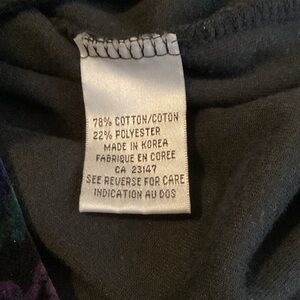 78% COTTON/COTON
22% POLYESTER
MADE IN KOREA
FABRIQUE EN COREE
CA 23147
SEE REVERSE FOR CARE
INDICATION AU DOS